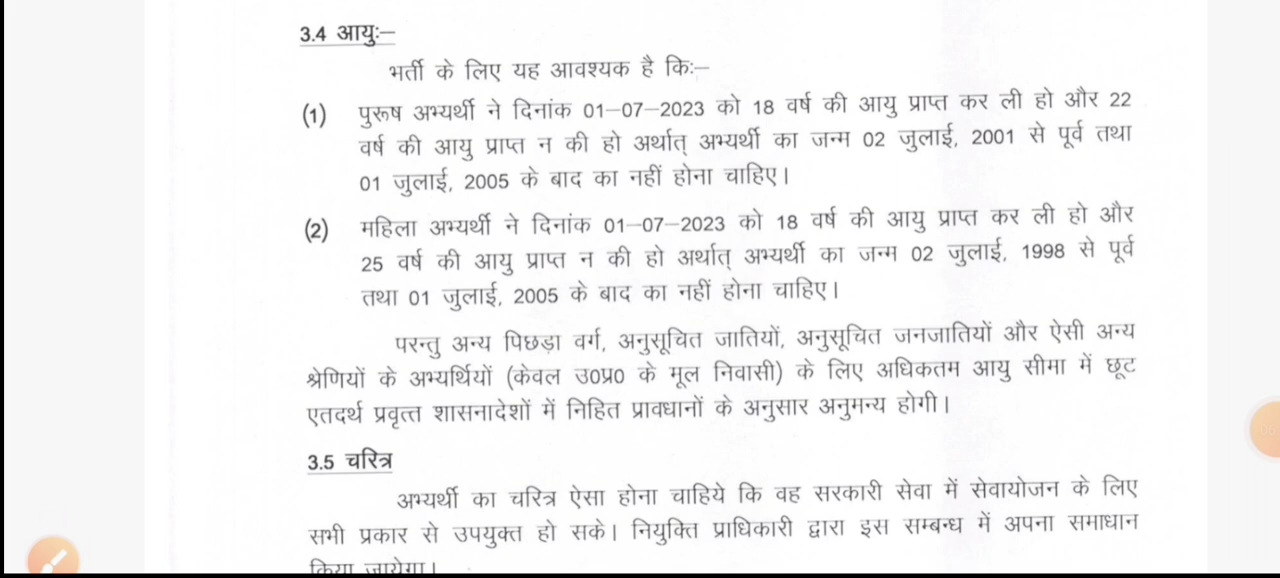 3.4 आयुः–
भर्ती के लिए यह आवश्यक है किः–
(1) पुरूष अभ्यर्थी ने दिनांक 01–07–2023 को 18 वर्ष की आयु प्राप्त कर ली हो और 22
वर्ष की आयु प्राप्त न की हो अर्थात् अभ्यर्थी का जन्म 02 जुलाई, 2001 से पूर्व तथा
01 जुलाई, 2005 के बाद का नहीं होना चाहिए।
(2) महिला अभ्यर्थी ने दिनांक 01–07–2023 को 18 वर्ष की आयु प्राप्त कर ली हो और
25 वर्ष की आयु प्राप्त न की हो अर्थात् अभ्यर्थी का जन्म 02 जुलाई, 1998 से पूर्व
तथा 01 जुलाई, 2005 के बाद का नहीं होना चाहिए।
परन्तु अन्य पिछड़ा वर्ग, अनुसूचित जातियों, अनुसूचित जनजातियों और ऐसी अन्य
श्रेणियों के अभ्यर्थियों (केवल उ0प्र0 के मूल निवासी) के लिए अधिकतम आयु सीमा में छूट
एतदर्थ प्रवृत्त शासनादेशों में निहित प्रावधानों के अनुसार अनुमन्य होगी।
3.5 चरित्र
अभ्यर्थी का चरित्र ऐसा होना चाहिये कि वह सरकारी सेवा में सेवायोजन के लिए
सभी प्रकार से उपयुक्त हो सके। नियुक्ति प्राधिकारी द्वारा इस सम्बन्ध में अपना समाधान
किया जायेगा।